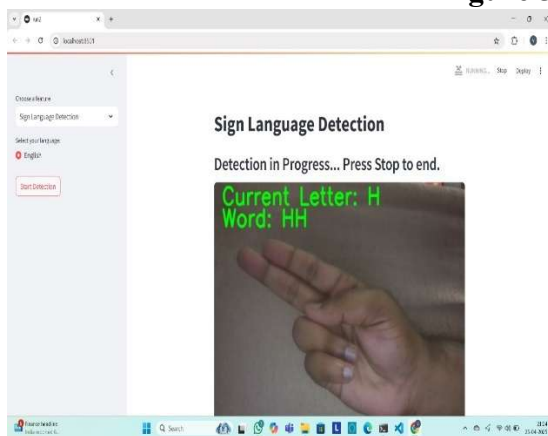 localhost:8501
Stop
Deploy
Choose a feature
Sign Language Detection
Select your language:
English
Start Detection
Sign Language Detection
Detection in Progress... Press Stop to end.
Current Letter: H
Word: HH
Search